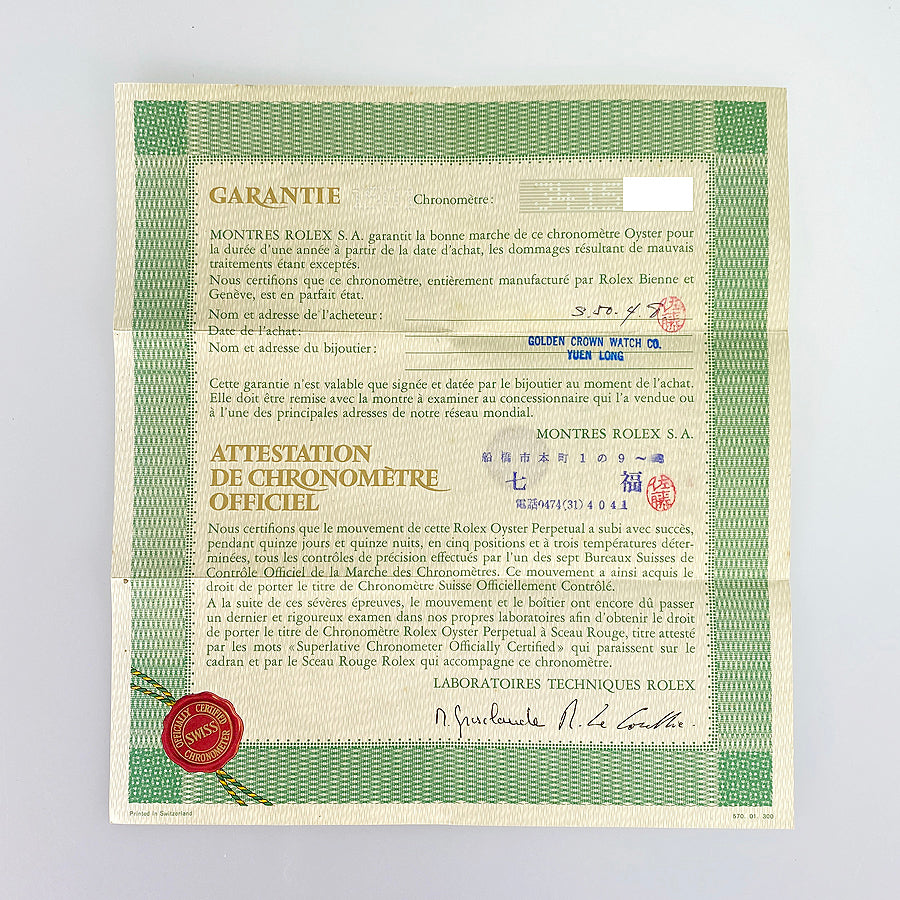 GARANTIE
Chronomètre:
MONTRES ROLEX S.A. garantit la bonne marche de ce chronomètre Oyster pour
la durée d'une année à partir de la date d'achat, les dommages résultant de mauvais
traitements étant exceptés.
Nous certifions que ce chronomètre, entièrement manufacturé par Rolex Bienne et
Genève, est en parfait état.
Nom et adresse de l'acheteur:
S. 50. 4. 8
佐藤
Date de l'achat:
Nom et adresse du bijoutier:
GOLDEN CROWN WATCH CO.
YUEN LONG
Cette garantie n'est valable que signée et datée par le bijoutier au moment de l'achat.
Elle doit être remise avec la montre à examiner au concessionnaire qui l'a vendue ou
à l'une des principales adresses de notre réseau mondial.
MONTRES ROLEX S.A.
船橋市本町1の9~
七福
佐藤
電話0474(31)4041
ATTESTATION
DE CHRONOMÈTRE
OFFICIEL
Nous certifions que le mouvement de cette Rolex Oyster Perpetual a subi avec succès,
pendant quinze jours et quinze nuits, en cinq positions et à trois températures déter-
minées, tous les contrôles de précision effectués par l'un des sept Bureaux Suisses de
Contrôle Officiel de la Marche des Chronomètres. Ce mouvement a ainsi acquis le
droit de porter le titre de Chronomètre Suisse Officiellement Contrôlé.
A la suite de ces sévères épreuves, le mouvement et le boîtier ont encore dû passer
un dernier et rigoureux examen dans nos propres laboratoires afin d'obtenir le droit
de porter le titre de Chronomètre Rolex Oyster Perpetual à Sceau Rouge, titre attesté
par les mots «Superlative Chronometer Officially Certified» qui paraissent sur le
cadran et par le Sceau Rouge Rolex qui accompagne ce chronomètre.
LABORATOIRES TECHNIQUES ROLEX
OFFICIALLY CERTIFIED
SWISS
CHRONOMETER
Printed in Switzerland
570. 01. 300